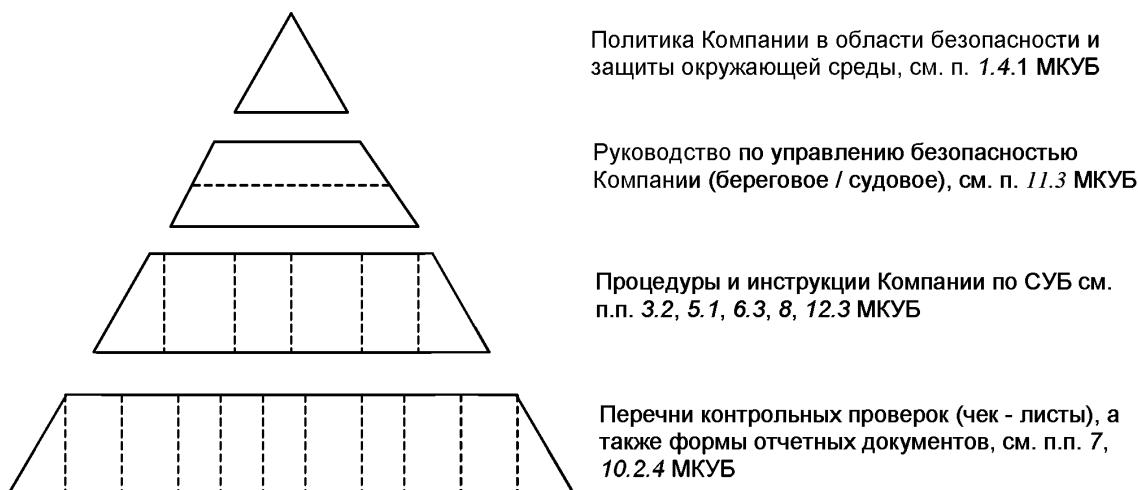 Политика Компании в области безопасности и
защиты окружающей среды, см. п. 1.4.1 МКУБ
Руководство по управлению безопасностью
Компании (береговое / судовое), см. п. 11.3 МКУБ
Процедуры и инструкции Компании по СУБ см.
п.п. 3.2, 5.1, 6.3, 8, 12.3 МКУБ
Перечни контрольных проверок (чек - листы), а
также формы отчетных документов, см. п.п. 7,
10.2.4 МКУБ